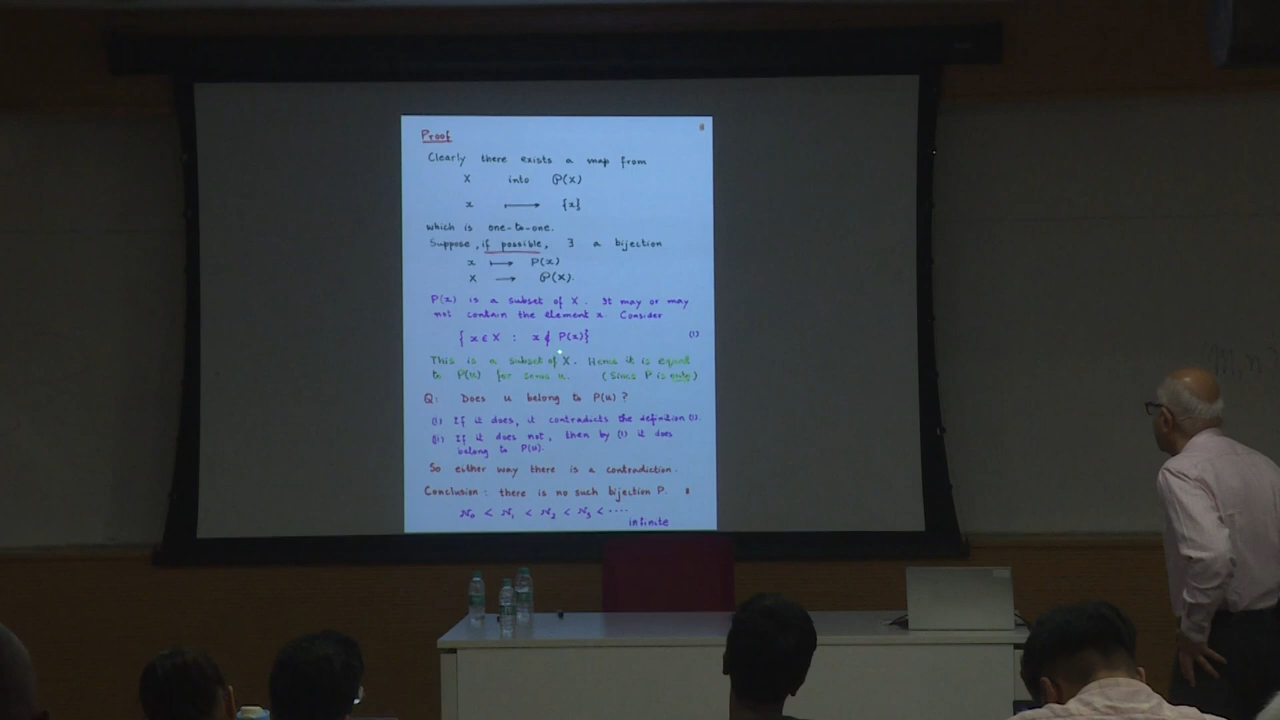 8
Proof
Clearly there exists a map from
X into P(X)
x ⟼ {x}
which is one-to-one.
Suppose, if possible, ∃ a bijection
x ⟼ P(x)
X ⟶ P(X).
P(x) is a subset of X. It may or may
not contain the element x. Consider
{ x ∈ X : x ∉ P(x)} (1)
This is a subset of X. Hence it is equal
to P(u) for some u. (Since P is onto)
Q: Does u belong to P(u)?
(i) If it does, it contradicts the definition (1).
(ii) If it does not, then by (1) it does
belong to P(u).
So either way there is a contradiction.
Conclusion: there is no such bijection P.
ℵ₀ < ℵ₁ < ℵ₂ < ℵ₃ < ....
infinite
(m, n